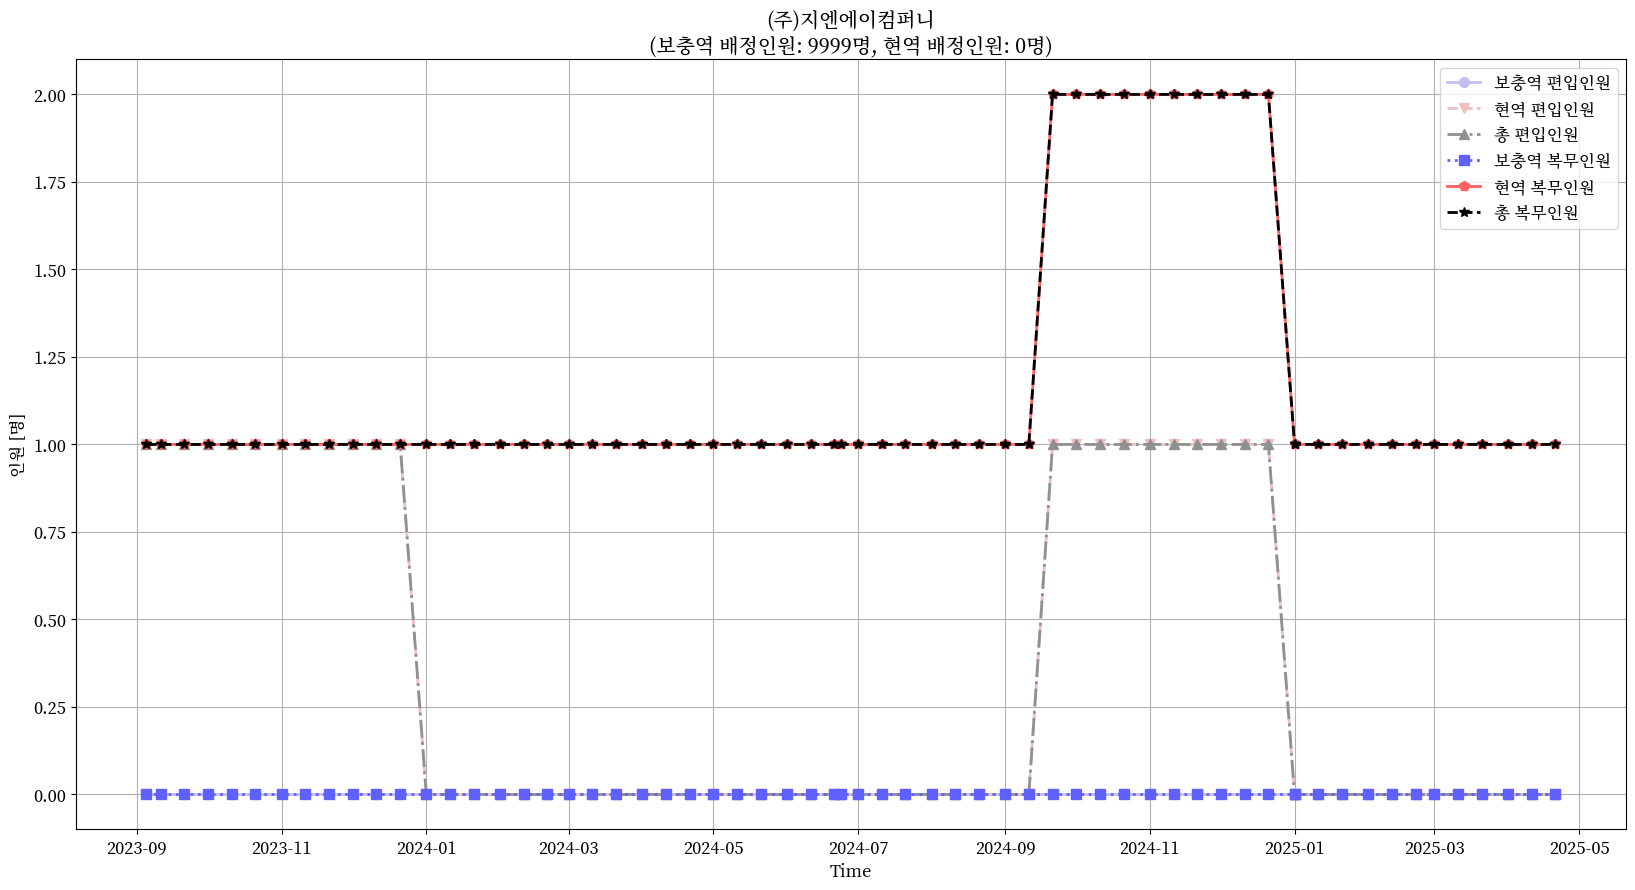 (주)지엔에이컴퍼니
(보충역 배정인원: 9999명, 현역 배정인원: 0명)
2.00
1.75
1.50
1.25
1.00
0.75
0.50
0.25
0.00
인원 [명]
보충역 편입인원
현역 편입인원
총 편입인원
보충역 복무인원
현역 복무인원
총 복무인원
2023-09
2023-11
2024-01
2024-03
2024-05
2024-07
2024-09
2024-11
2025-01
2025-03
2025-05
Time